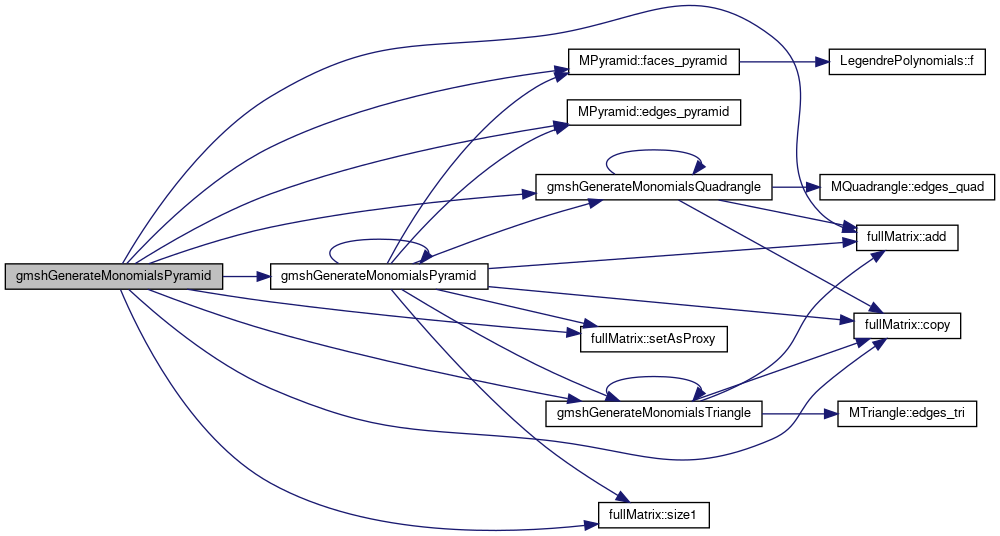 gmshGenerateMonomialsPyramid
gmshGenerateMonomialsPyramid
MPyramid::faces_pyramid
MPyramid::edges_pyramid
gmshGenerateMonomialsQuadrangle
fullMatrix::setAsProxy
gmshGenerateMonomialsTriangle
fullMatrix::size1
LegendrePolynomials::f
MQuadrangle::edges_quad
fullMatrix::add
fullMatrix::copy
MTriangle::edges_tri